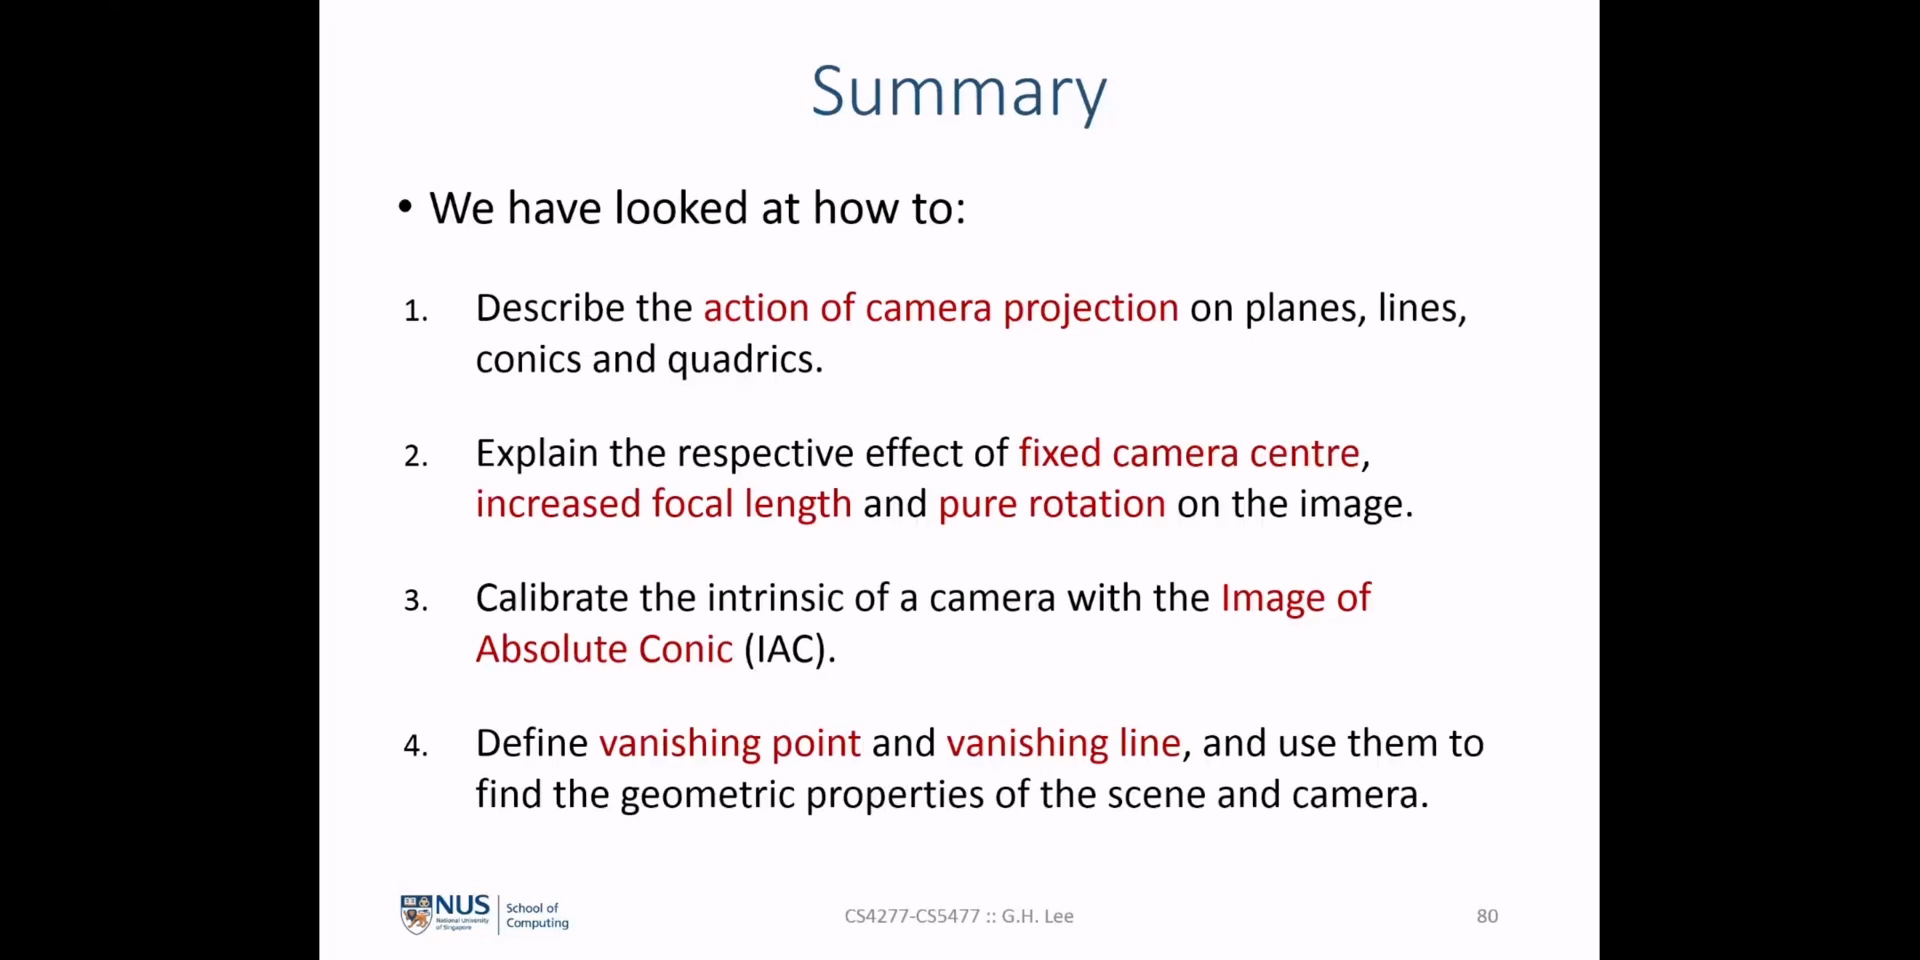 Summary
• We have looked at how to:
1. Describe the action of camera projection on planes, lines,
conics and quadrics.
2. Explain the respective effect of fixed camera centre,
increased focal length and pure rotation on the image.
3. Calibrate the intrinsic of a camera with the Image of
Absolute Conic (IAC).
4. Define vanishing point and vanishing line, and use them to
find the geometric properties of the scene and camera.
NUS
National University
of Singapore
School of
Computing
CS4277-CS5477 :: G.H. Lee
80